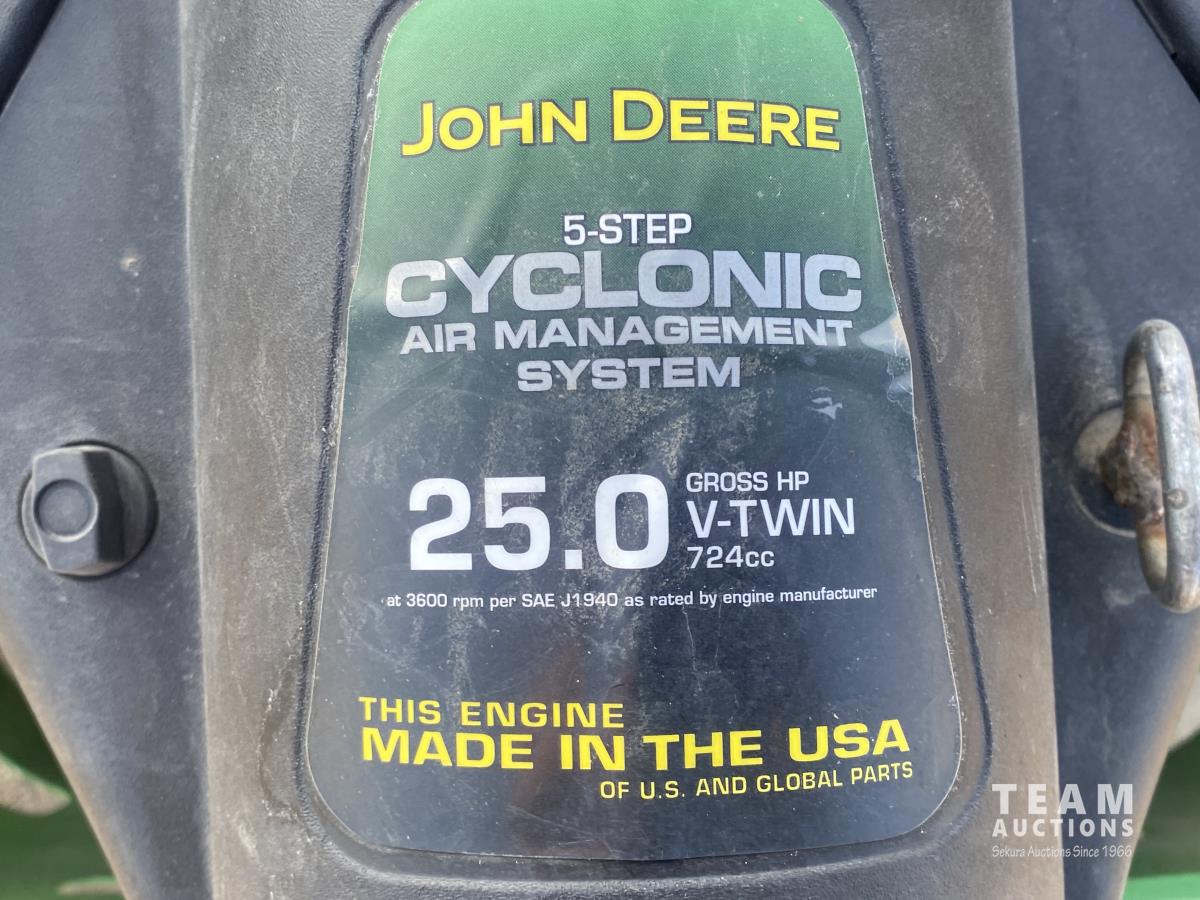 JOHN DEERE
5-STEP
CYCLONIC
AIR MANAGEMENT
SYSTEM
25.0 GROSS HP
V-TWIN
724cc
at 3600 rpm per SAE J1940 as rated by engine manufacturer
THIS ENGINE
MADE IN THE USA
OF U.S. AND GLOBAL PARTS
TEAM
AUCTIONS
Sekura Auctions Since 1966